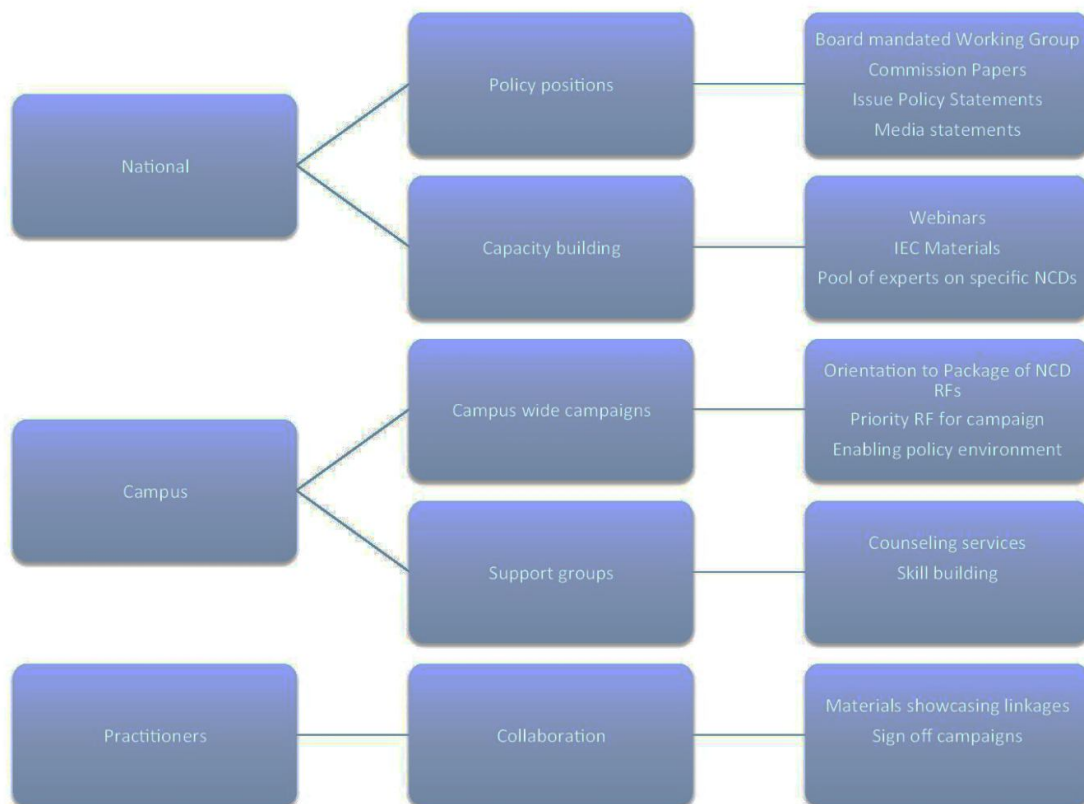 National
Policy positions
Board mandated Working Group
Commission Papers
Issue Policy Statements
Media statements
Capacity building
Webinars
IEC Materials
Pool of experts on specific NCDs
Campus
Campus wide campaigns
Orientation to Package of NCD
RFs
Priority RF for campaign
Enabling policy environment
Support groups
Counseling services
Skill building
Practitioners
Collaboration
Materials showcasing linkages
Sign off campaigns